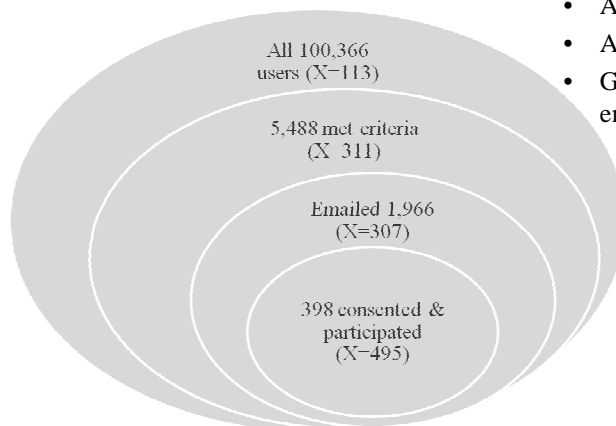 All 100,366
users (X=113)
5,488 met criteria
(X=311)
Emailed 1,966
(X=307)
398 consented &
participated
(X=495)
• A
• A
• G